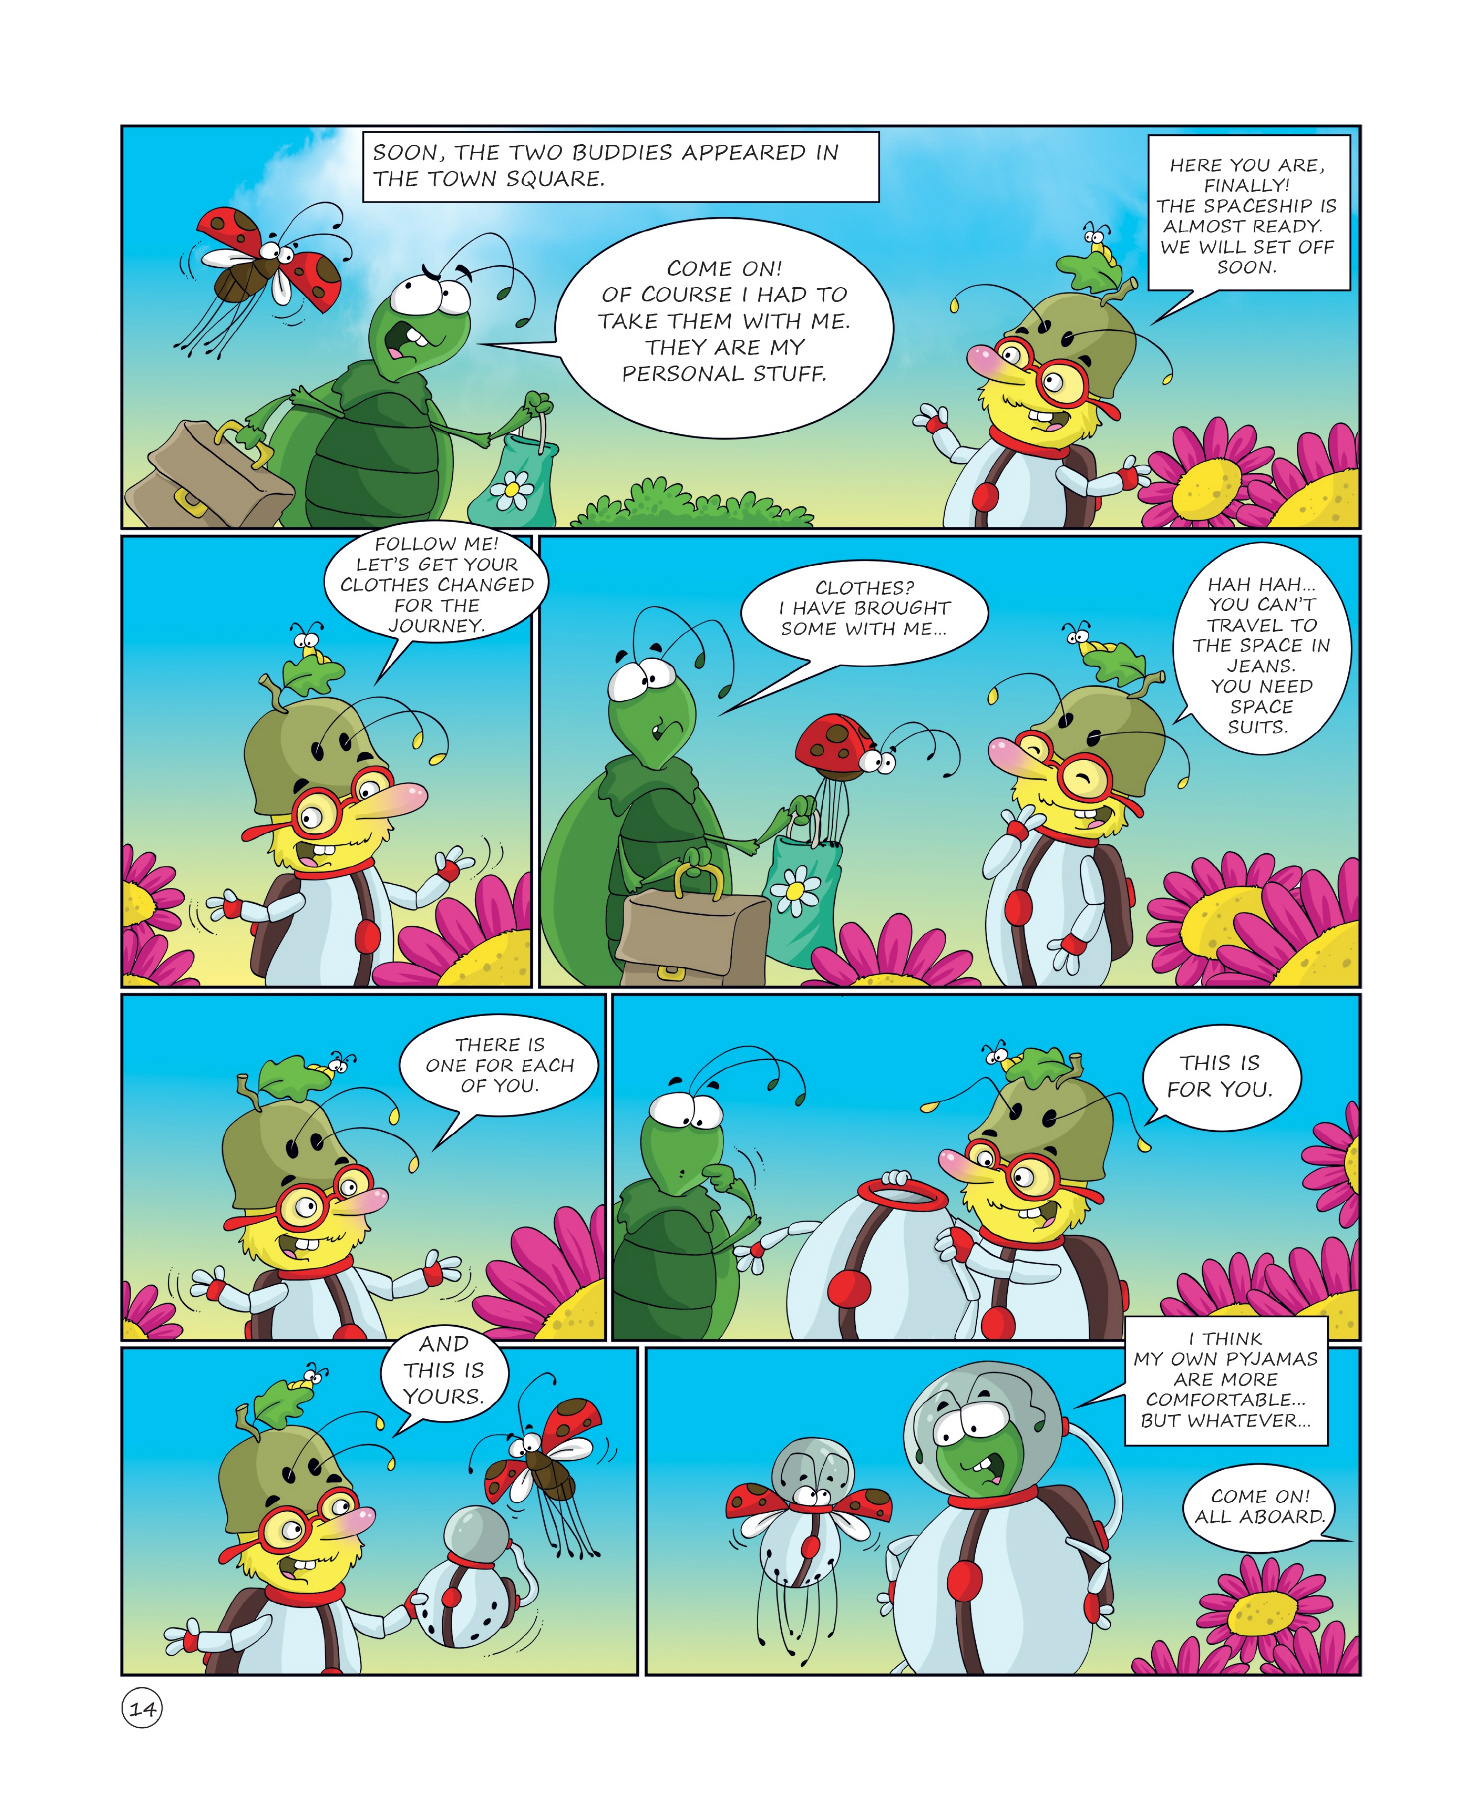 SOON, THE TWO BUDDIES APPEARED IN
THE TOWN SQUARE.
COME ON!
OF COURSE I HAD TO
TAKE THEM WITH ME.
THEY ARE MY
PERSONAL STUFF.
HERE YOU ARE,
FINALLY!
THE SPACESHIP IS
ALMOST READY.
WE WILL SET OFF
SOON.
FOLLOW ME!
LET'S GET YOUR
CLOTHES CHANGED
FOR THE
JOURNEY.
CLOTHES?
I HAVE BROUGHT
SOME WITH ME...
HAH HAH...
YOU CAN'T
TRAVEL TO
THE SPACE IN
JEANS.
YOU NEED
SPACE
SUITS.
THERE IS
ONE FOR EACH
OF YOU.
THIS IS
FOR YOU.
AND
THIS IS
YOURS.
I THINK
MY OWN PYJAMAS
ARE MORE
COMFORTABLE...
BUT WHATEVER...
COME ON!
ALL ABOARD.
14